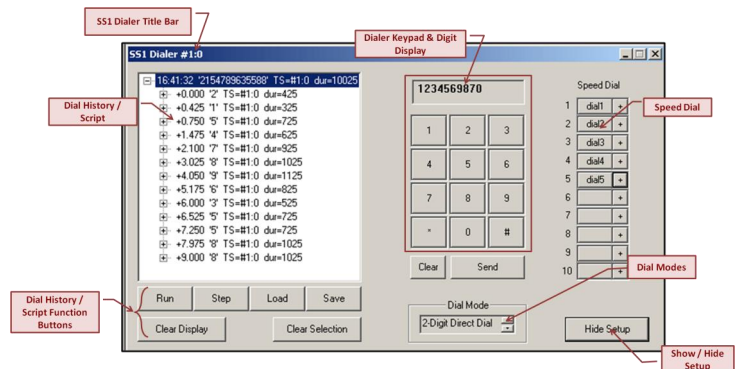 SS1 Dialer Title Bar
SS1 Dialer #1:0
Dialer Keypad & Digit
Display
Dial History /
Script
16:41:32 '2154789635588' TS=#1:0 dur=10025
+0.000 '2' TS=#1:0 dur=425
+0.425 '1' TS=#1:0 dur=325
+0.750 '5' TS=#1:0 dur=725
+1.475 '4' TS=#1:0 dur=625
+2.100 '7' TS=#1:0 dur=925
+3.025 '8' TS=#1:0 dur=1025
+4.050 '9' TS=#1:0 dur=1125
+5.175 '6' TS=#1:0 dur=825
+6.000 '3' TS=#1:0 dur=525
+6.525 '5' TS=#1:0 dur=725
+7.250 '5' TS=#1:0 dur=725
+7.975 '8' TS=#1:0 dur=1025
+9.000 '8' TS=#1:0 dur=1025
1234569870
1 2 3
4 5 6
7 8 9
* 0 #
Clear Send
Speed Dial
1 dial1 +
2 dial2 +
3 dial3 +
4 dial4 +
5 dial5 +
6 +
7 +
8 +
9 +
10 +
Speed Dial
Dial Modes
Run Step Load Save
Clear Display Clear Selection
Dial History /
Script Function
Buttons
Dial Mode
2-Digit Direct Dial
Hide Setup
Show / Hide
Setup